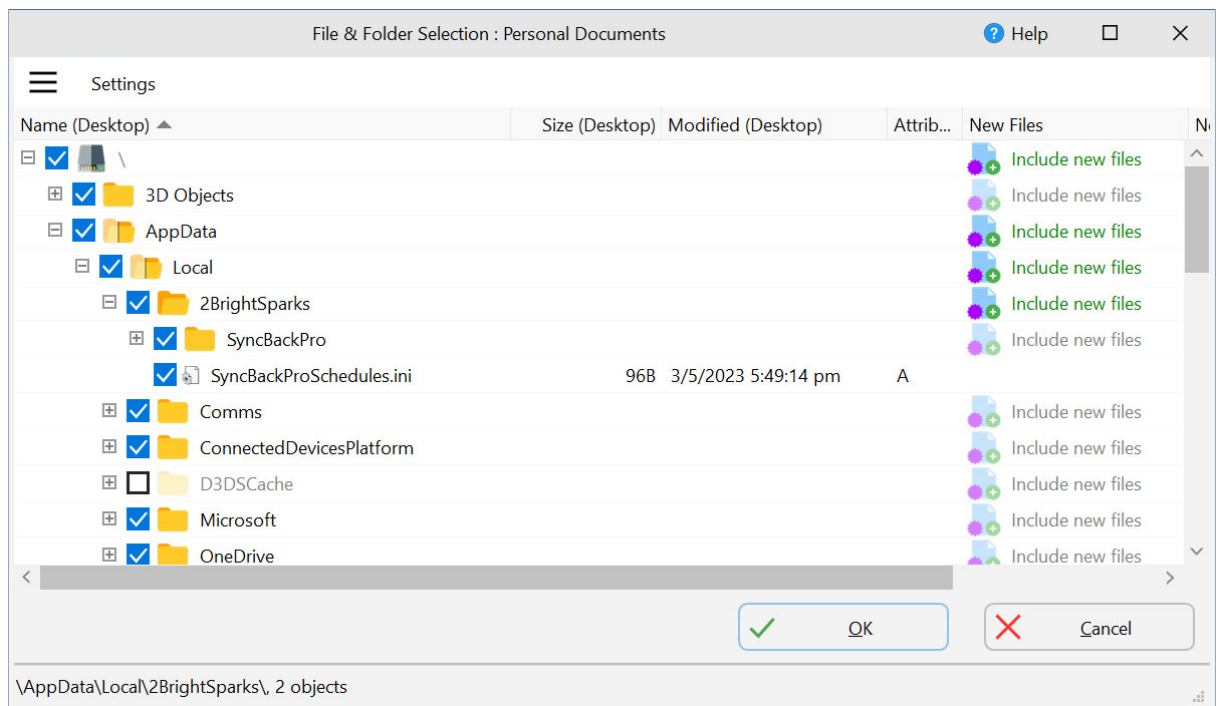 File & Folder Selection : Personal Documents ? Help
Settings
Name (Desktop) Size (Desktop) Modified (Desktop) Attrib... New Files
\ Include new files
3D Objects Include new files
AppData Include new files
Local Include new files
2BrightSparks Include new files
SyncBackPro Include new files
SyncBackProSchedules.ini 96B 3/5/2023 5:49:14 pm A
Comms Include new files
ConnectedDevicesPlatform Include new files
D3DSCache Include new files
Microsoft Include new files
OneDrive Include new files
OK Cancel
\AppData\Local\2BrightSparks\, 2 objects